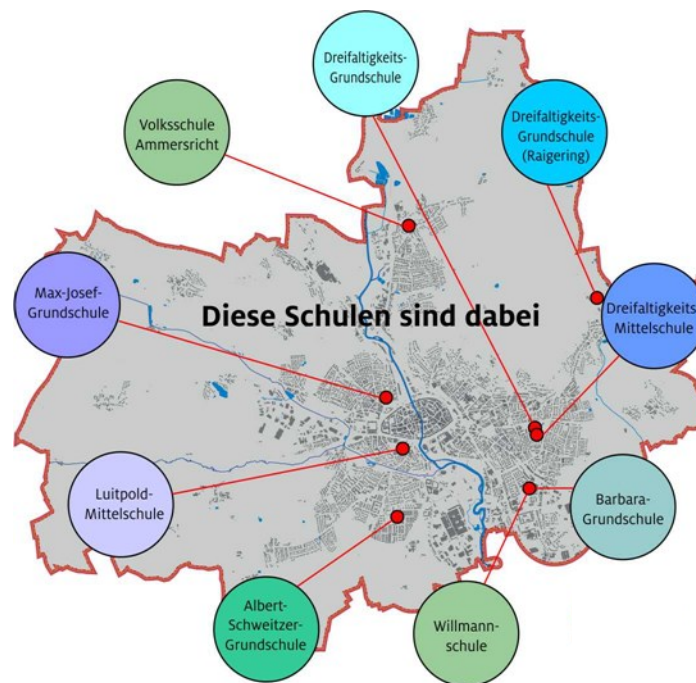 Dreifaltigkeits-
Grundschule
Volksschule
Ammersricht
Dreifaltigkeits-
Grundschule
(Raigering)
Max-Josef-
Grundschule
Diese Schulen sind dabei
Dreifaltigkeits
Mittelschule
Luitpold-
Mittelschule
Barbara-
Grundschule
Albert-
Schweitzer-
Grundschule
Willmann-
schule